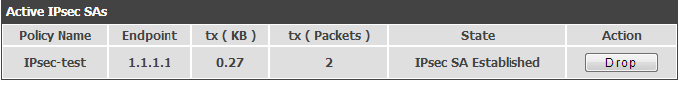 Active IPsec SAs
Policy Name Endpoint tx ( KB ) tx ( Packets ) State Action
IPsec-test 1.1.1.1 0.27 2 IPsec SA Established Drop